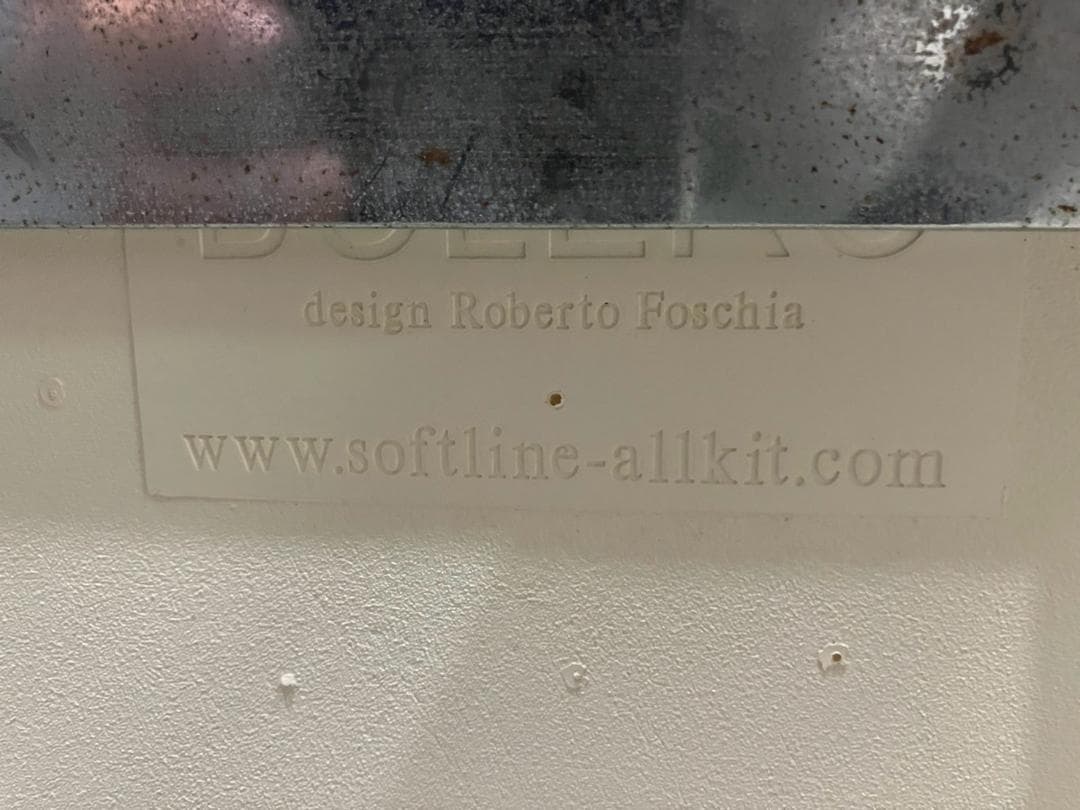 design Roberto Foschia
www.softline-allkit.com